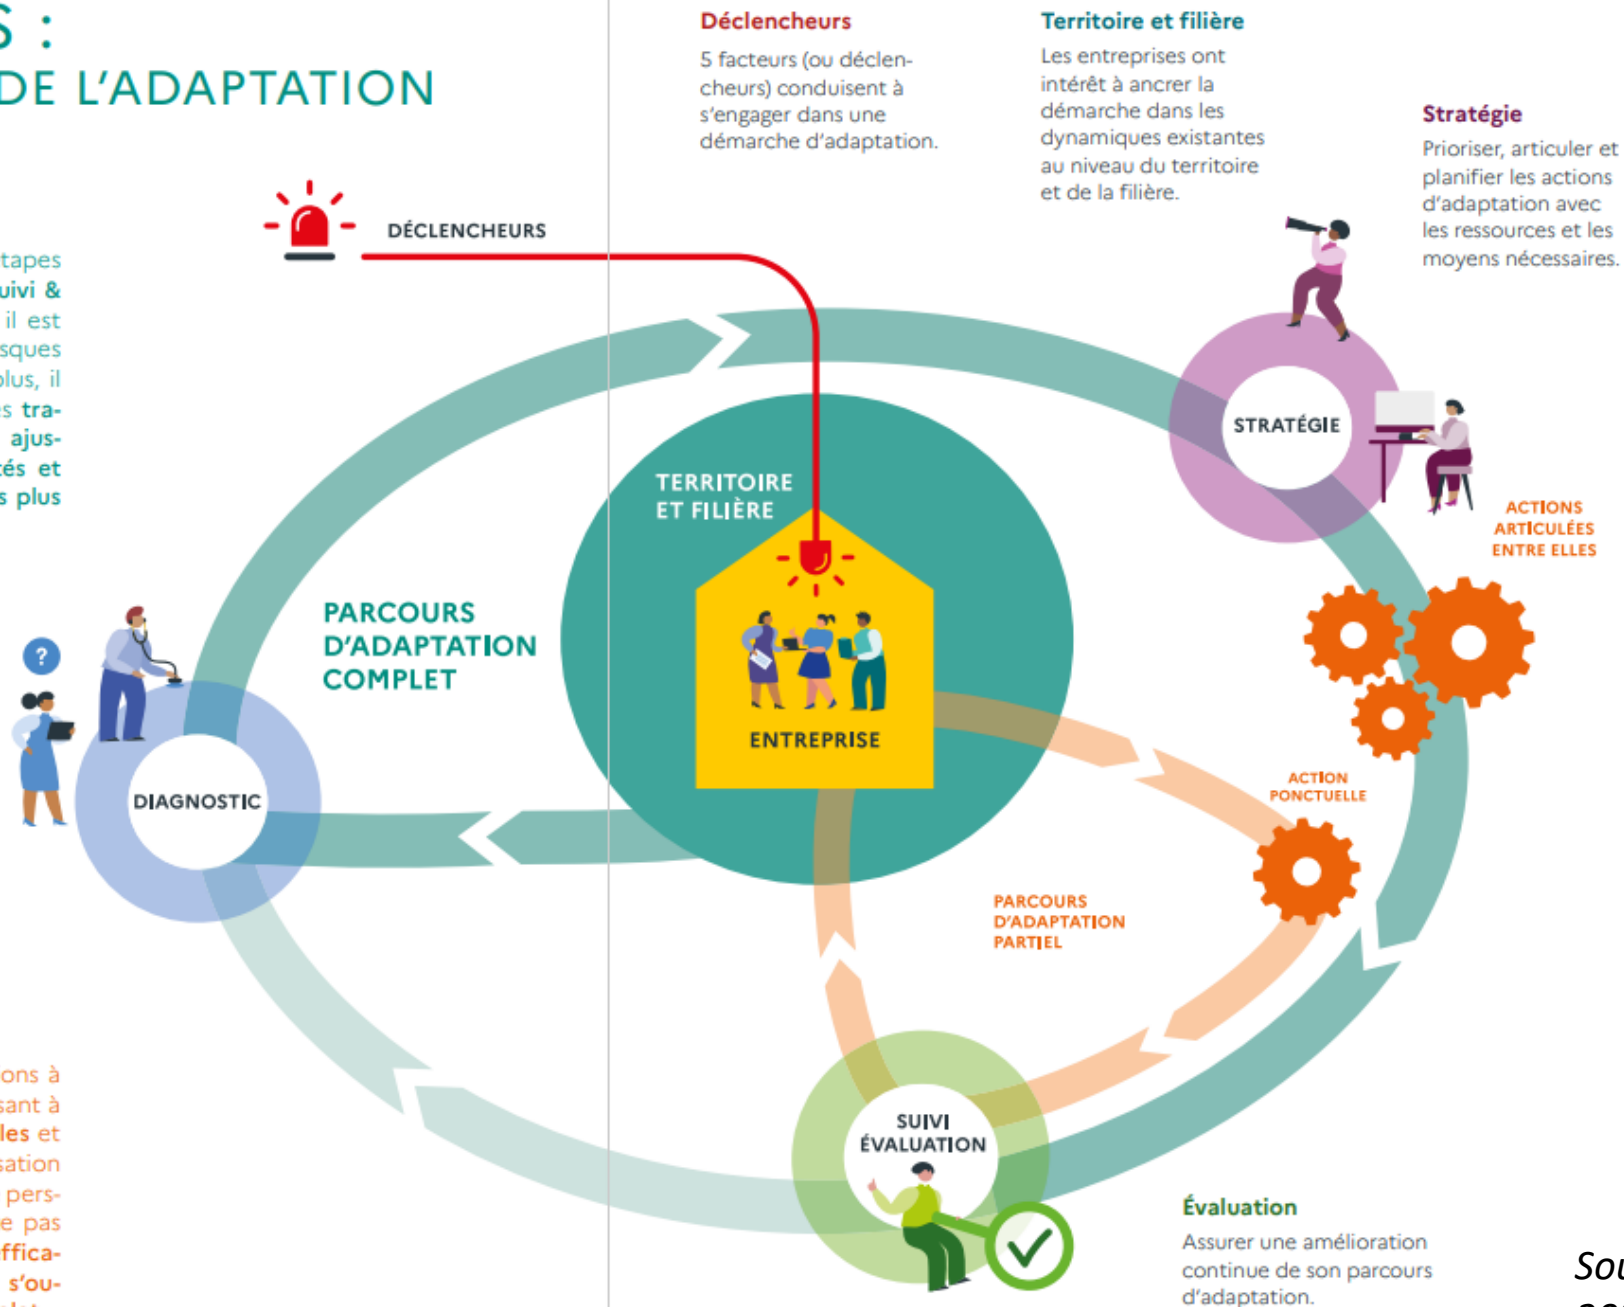 S :
DE L'ADAPTATION
Déclencheurs
5 facteurs (ou déclen-
cheurs) conduisent à
s'engager dans une
démarche d'adaptation.
Territoire et filière
Les entreprises ont
intérêt à ancrer la
démarche dans les
dynamiques existantes
au niveau du territoire
et de la filière.
Stratégie
Prioriser, articuler et
planifier les actions
d'adaptation avec
les ressources et les
moyens nécessaires.
DÉCLENCHEURS
tapes
uivi &
il est
sques
plus, il
es tra-
ajus-
tés et
s plus
STRATÉGIE
TERRITOIRE
ET FILIÈRE
ACTIONS
ARTICULÉES
ENTRE ELLES
PARCOURS
D'ADAPTATION
COMPLET
?
ENTREPRISE
DIAGNOSTIC
ACTION
PONCTUELLE
PARCOURS
D'ADAPTATION
PARTIEL
ons à
sant à
les et
sation
pers-
e pas
effica-
s'ou-
SUIVI
ÉVALUATION
Évaluation
Assurer une amélioration
continue de son parcours
d'adaptation.
Sou